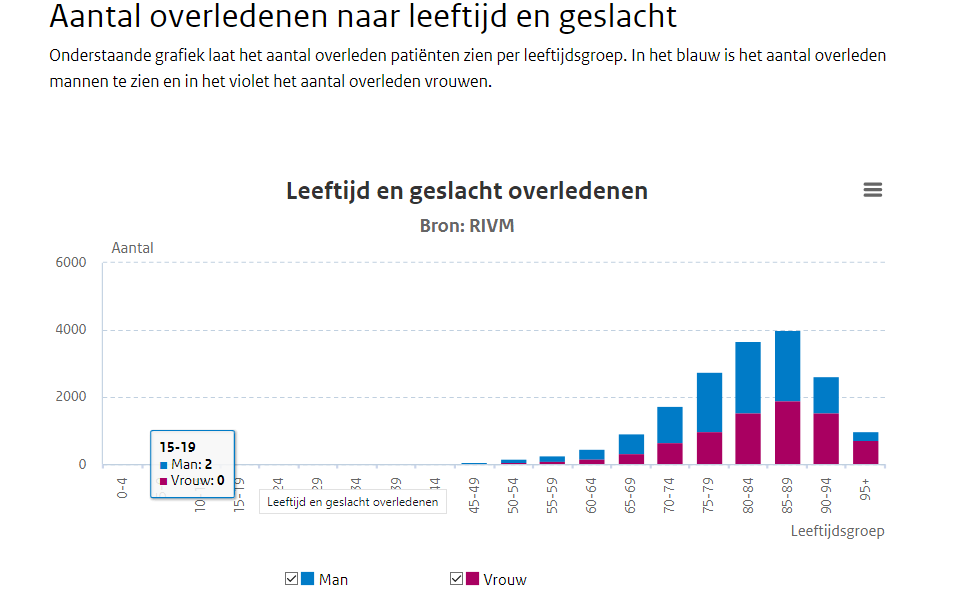 Aantal overledenen naar leeftijd en geslacht
Onderstaande grafiek laat het aantal overleden patiënten zien per leeftijdsgroep. In het blauw is het aantal overleden
mannen te zien en in het violet het aantal overleden vrouwen.
Leeftijd en geslacht overledenen
Bron: RIVM
Aantal
6000
4000
2000
0
15-19
Man: 2
Vrouw: 0
0-4
15-19
45-49
50-54
55-59
60-64
65-69
70-74
75-79
80-84
85-89
90-94
95+
Leeftijd en geslacht overledenen
Leeftijdsgroep
Man
Vrouw